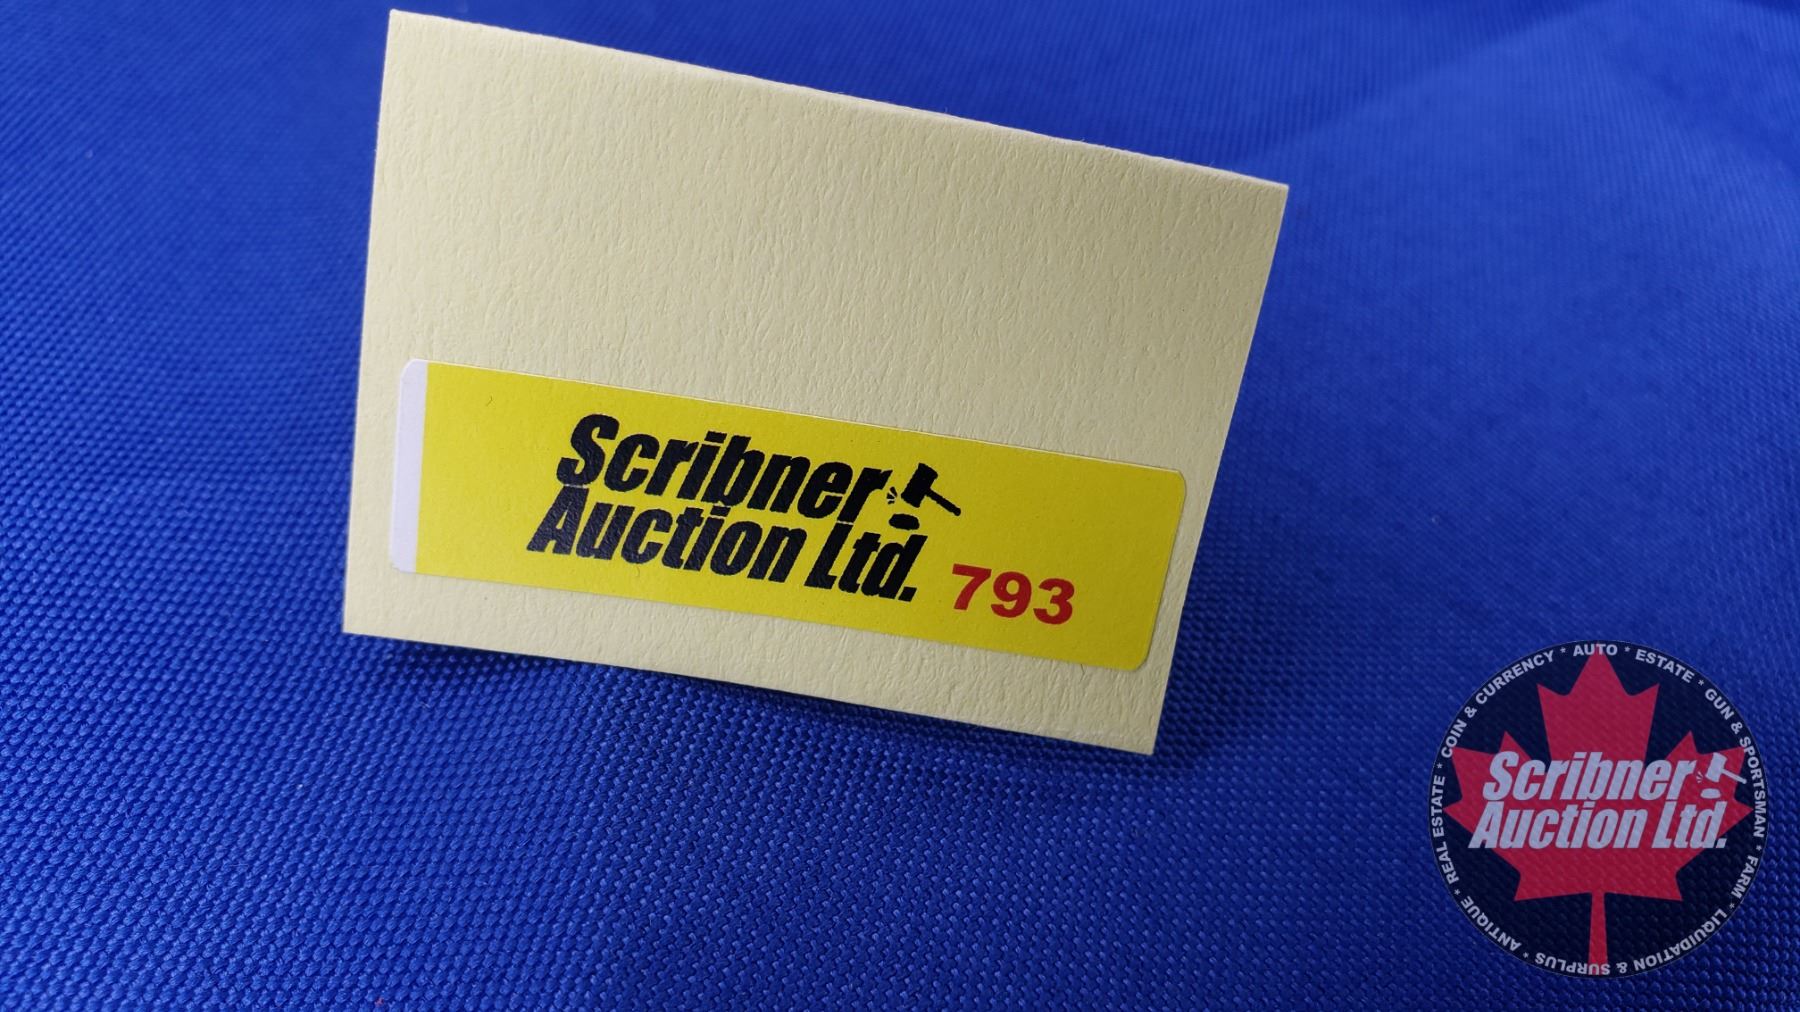 Scribner
Auction Ltd.
793
REAL ESTATE * COIN & CURRENCY * AUTO * ESTATE * GUN & SPORTSMAN * FARM * LIQUIDATION & SURPLUS * ANTIQUE *
Scribner
Auction Ltd.